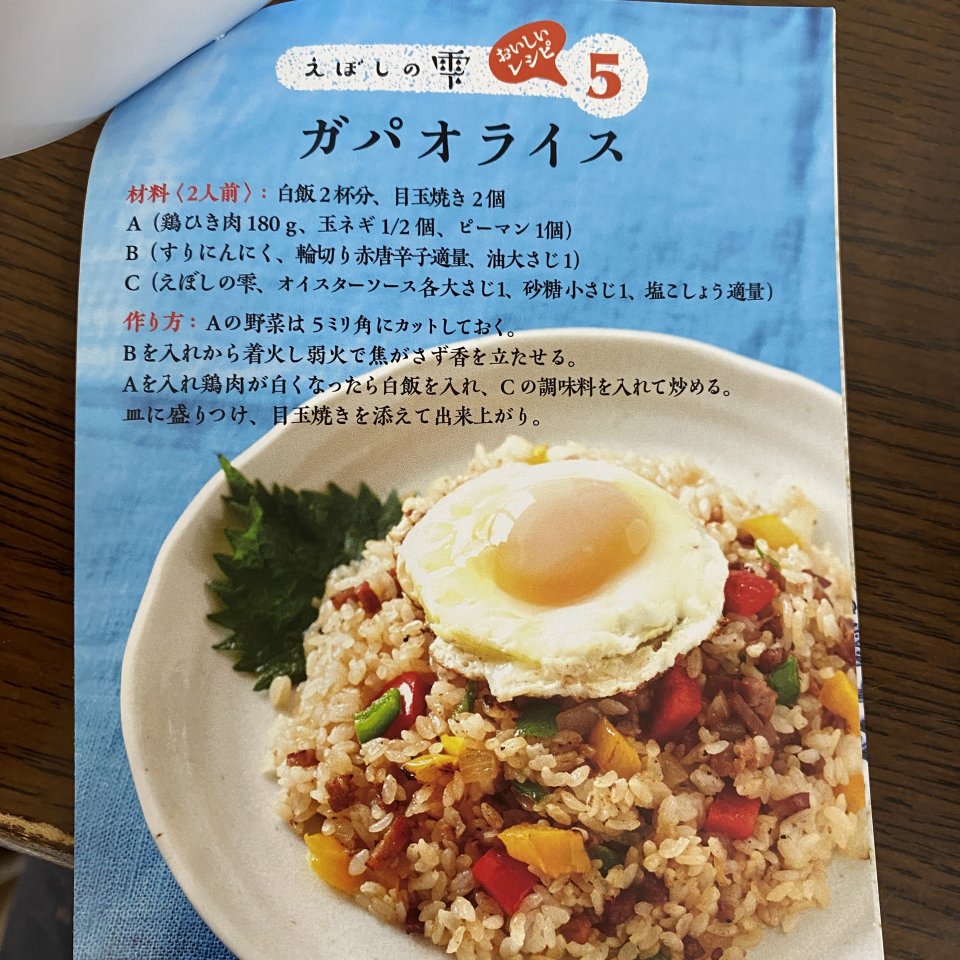 えぼしの雫
おいしい
レシピ
5
ガパオライス
材料〈2人前〉：白飯2杯分、目玉焼き2個
A（鶏ひき肉180g、玉ネギ1/2個、ピーマン1個）
B（すりにんにく、輪切り赤唐辛子適量、油大さじ1）
C（えぼしの雫、オイスターソース各大さじ1、砂糖小さじ1、塩こしょう適量）
作り方：Aの野菜は5ミリ角にカットしておく。
Bを入れから着火し弱火で焦がさず香を立たせる。
Aを入れ鶏肉が白くなったら白飯を入れ、Cの調味料を入れて炒める。
皿に盛りつけ、目玉焼きを添えて出来上がり。